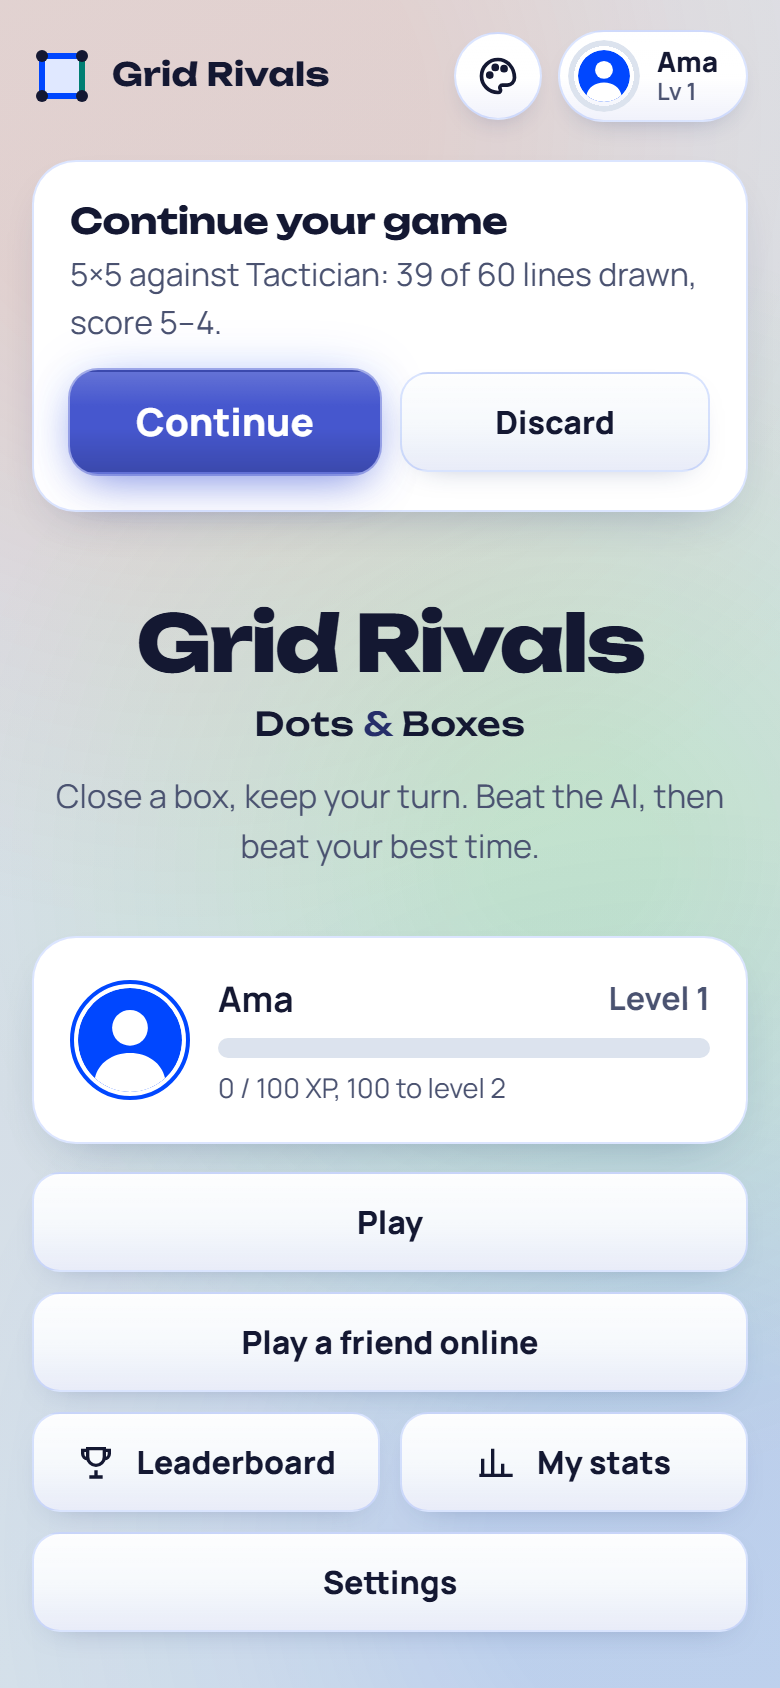 Grid Rivals
Ama
Lv 1
Continue your game
5×5 against Tactician: 39 of 60 lines drawn,
score 5–4.
Continue
Discard
Grid Rivals
Dots & Boxes
Close a box, keep your turn. Beat the AI, then
beat your best time.
Ama
Level 1
0 / 100 XP, 100 to level 2
Play
Play a friend online
Leaderboard
My stats
Settings